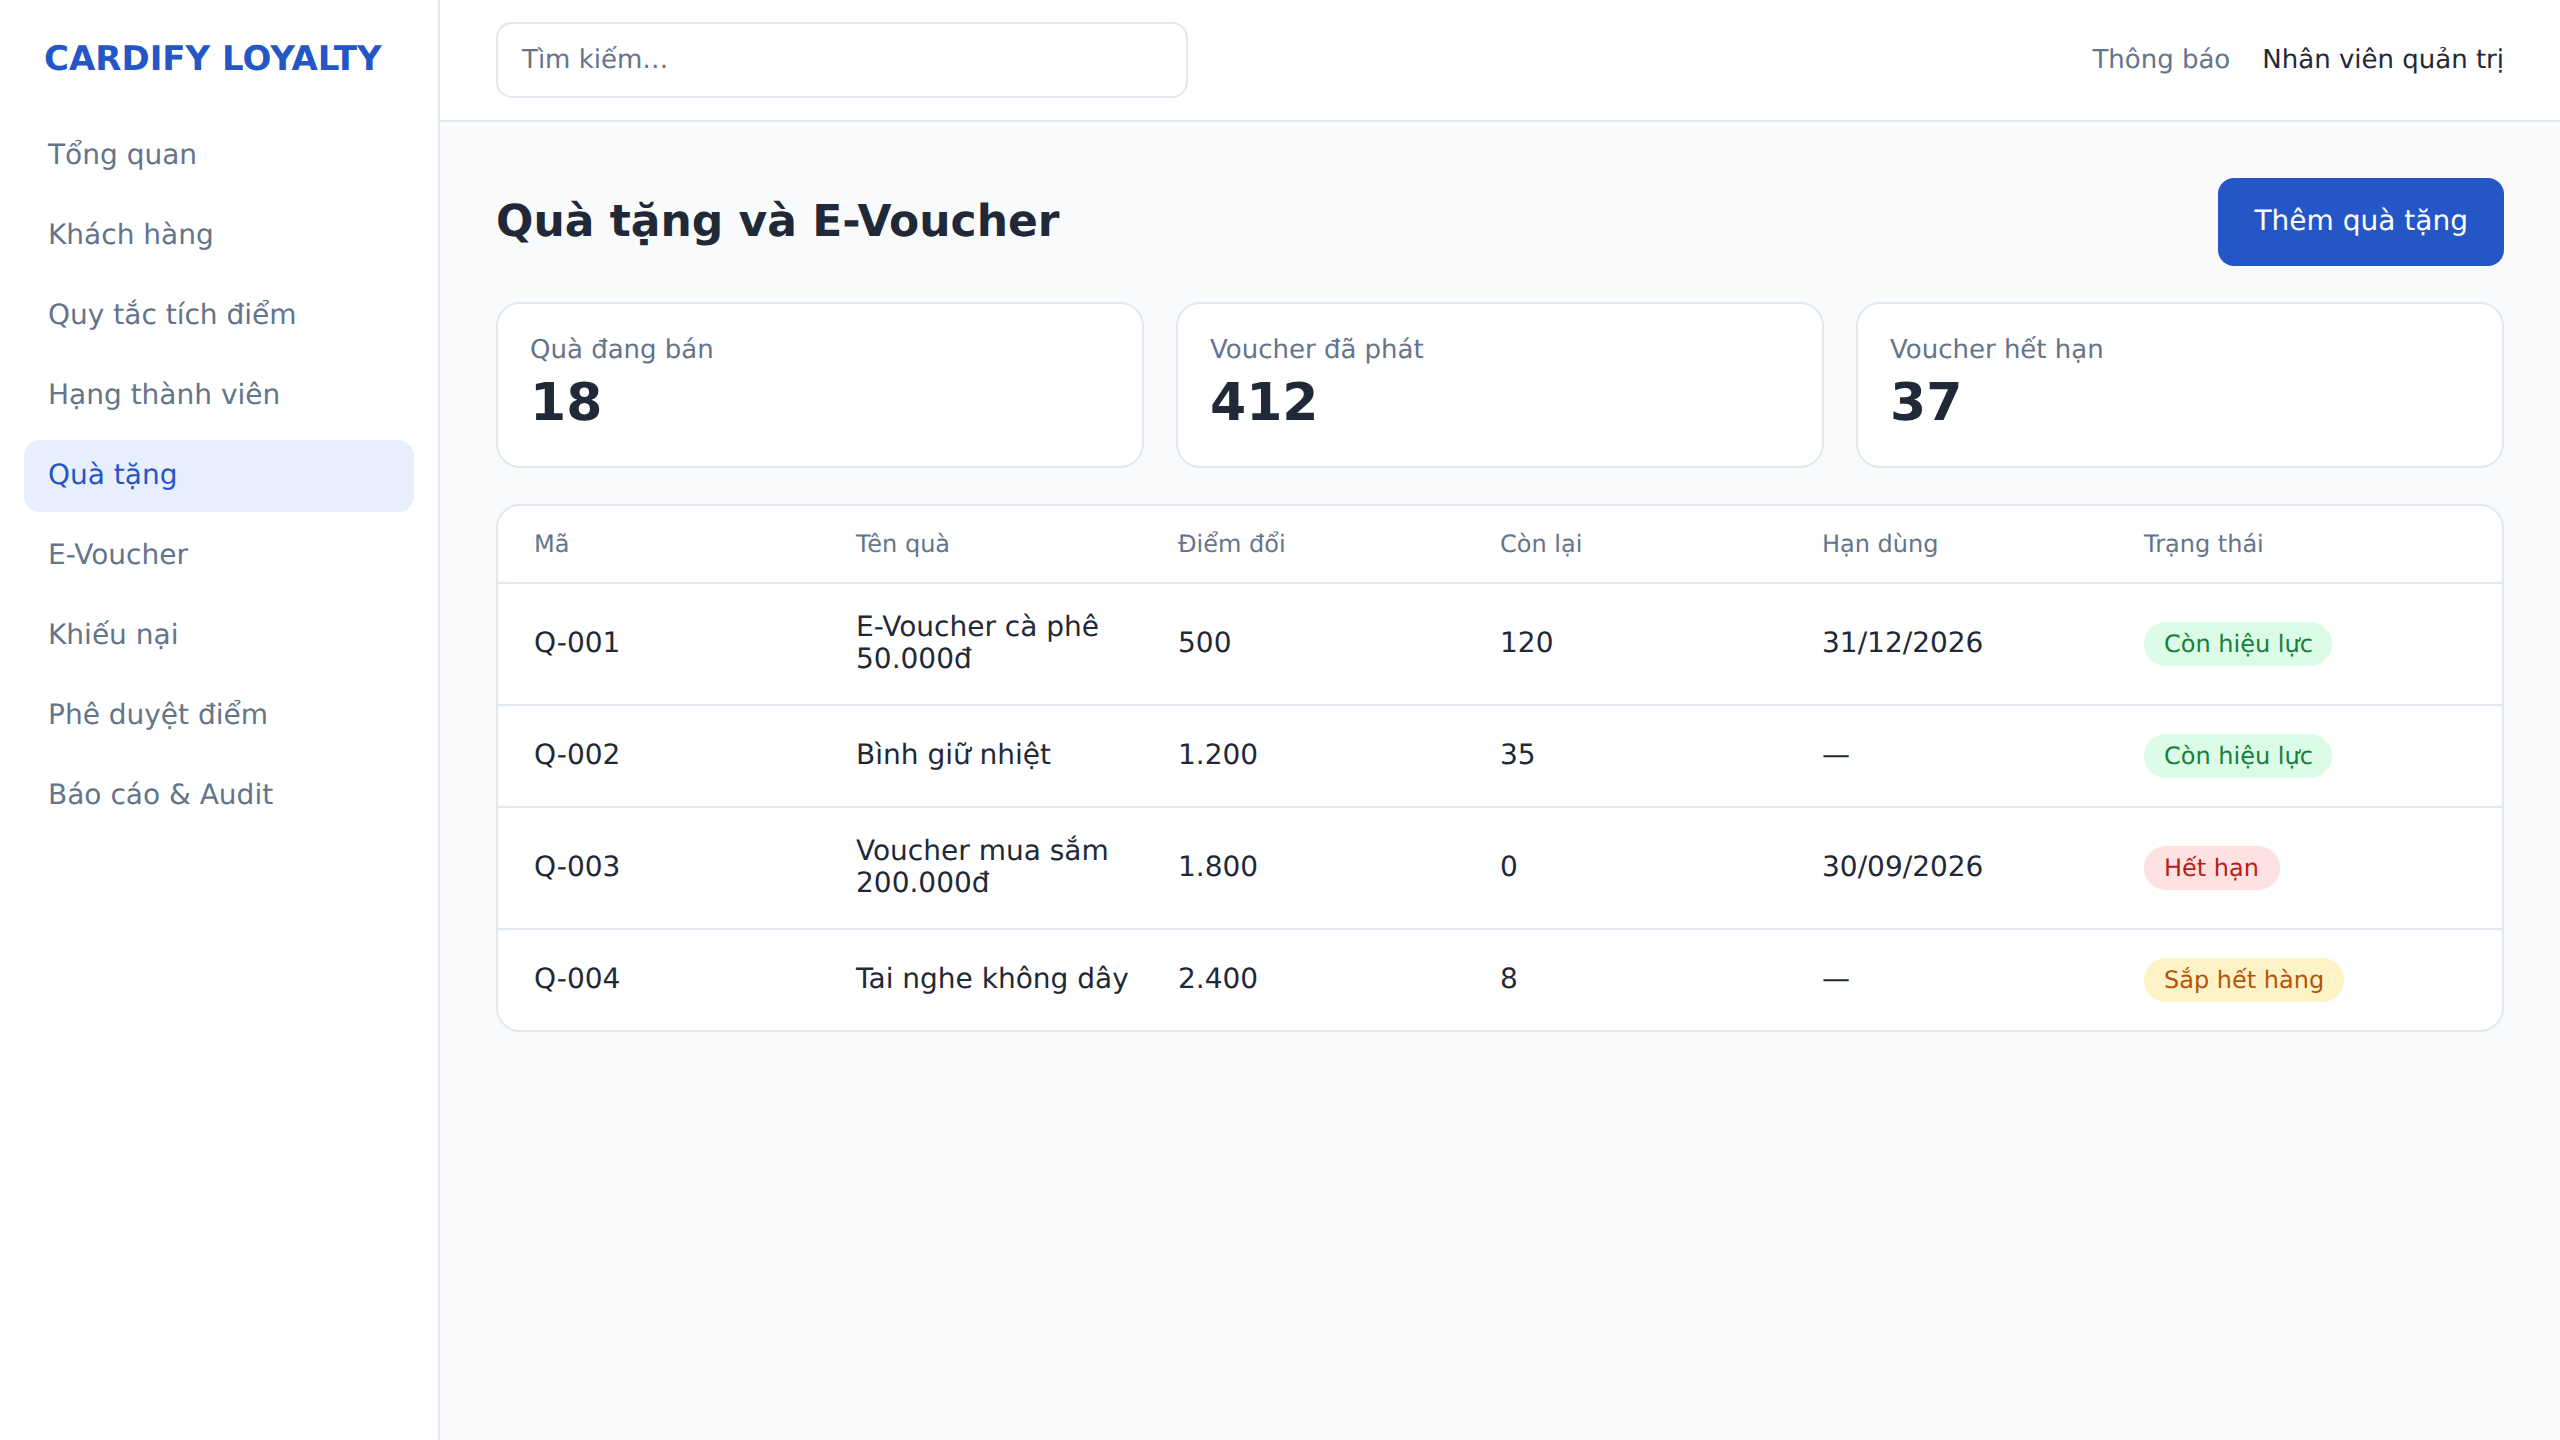 CARDIFY LOYALTY
Tổng quan
Khách hàng
Quy tắc tích điểm
Hạng thành viên
Quà tặng
E-Voucher
Khiếu nại
Phê duyệt điểm
Báo cáo & Audit
Tìm kiếm...
Thông báo Nhân viên quản trị
Quà tặng và E-Voucher
Thêm quà tặng
Quà đang bán
18
Voucher đã phát
412
Voucher hết hạn
37
Mã Tên quà Điểm đổi Còn lại Hạn dùng Trạng thái
Q-001 E-Voucher cà phê 50.000đ 500 120 31/12/2026 Còn hiệu lực
Q-002 Bình giữ nhiệt 1.200 35 — Còn hiệu lực
Q-003 Voucher mua sắm 200.000đ 1.800 0 30/09/2026 Hết hạn
Q-004 Tai nghe không dây 2.400 8 — Sắp hết hàng